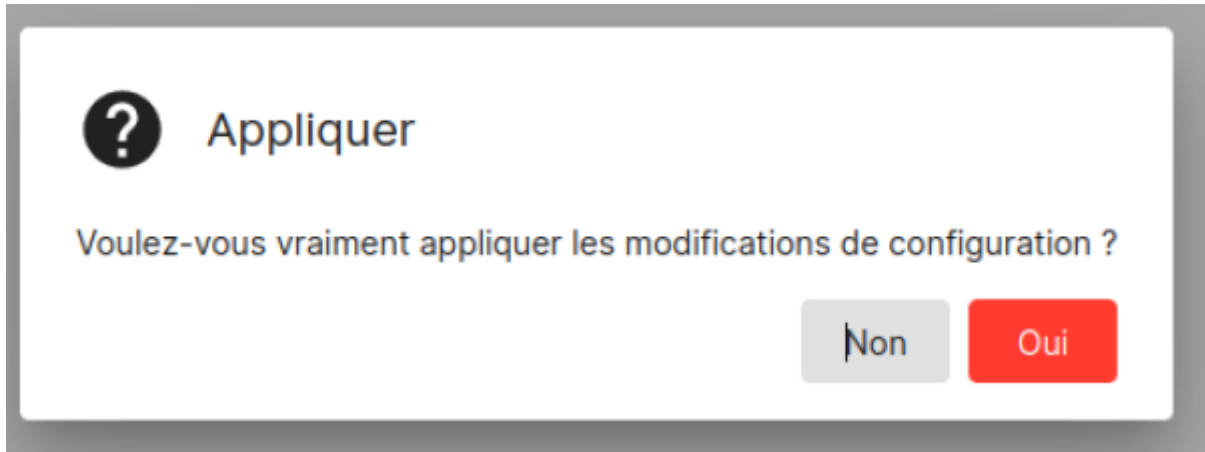 Appliquer
Voulez-vous vraiment appliquer les modifications de configuration ?
Non
Oui